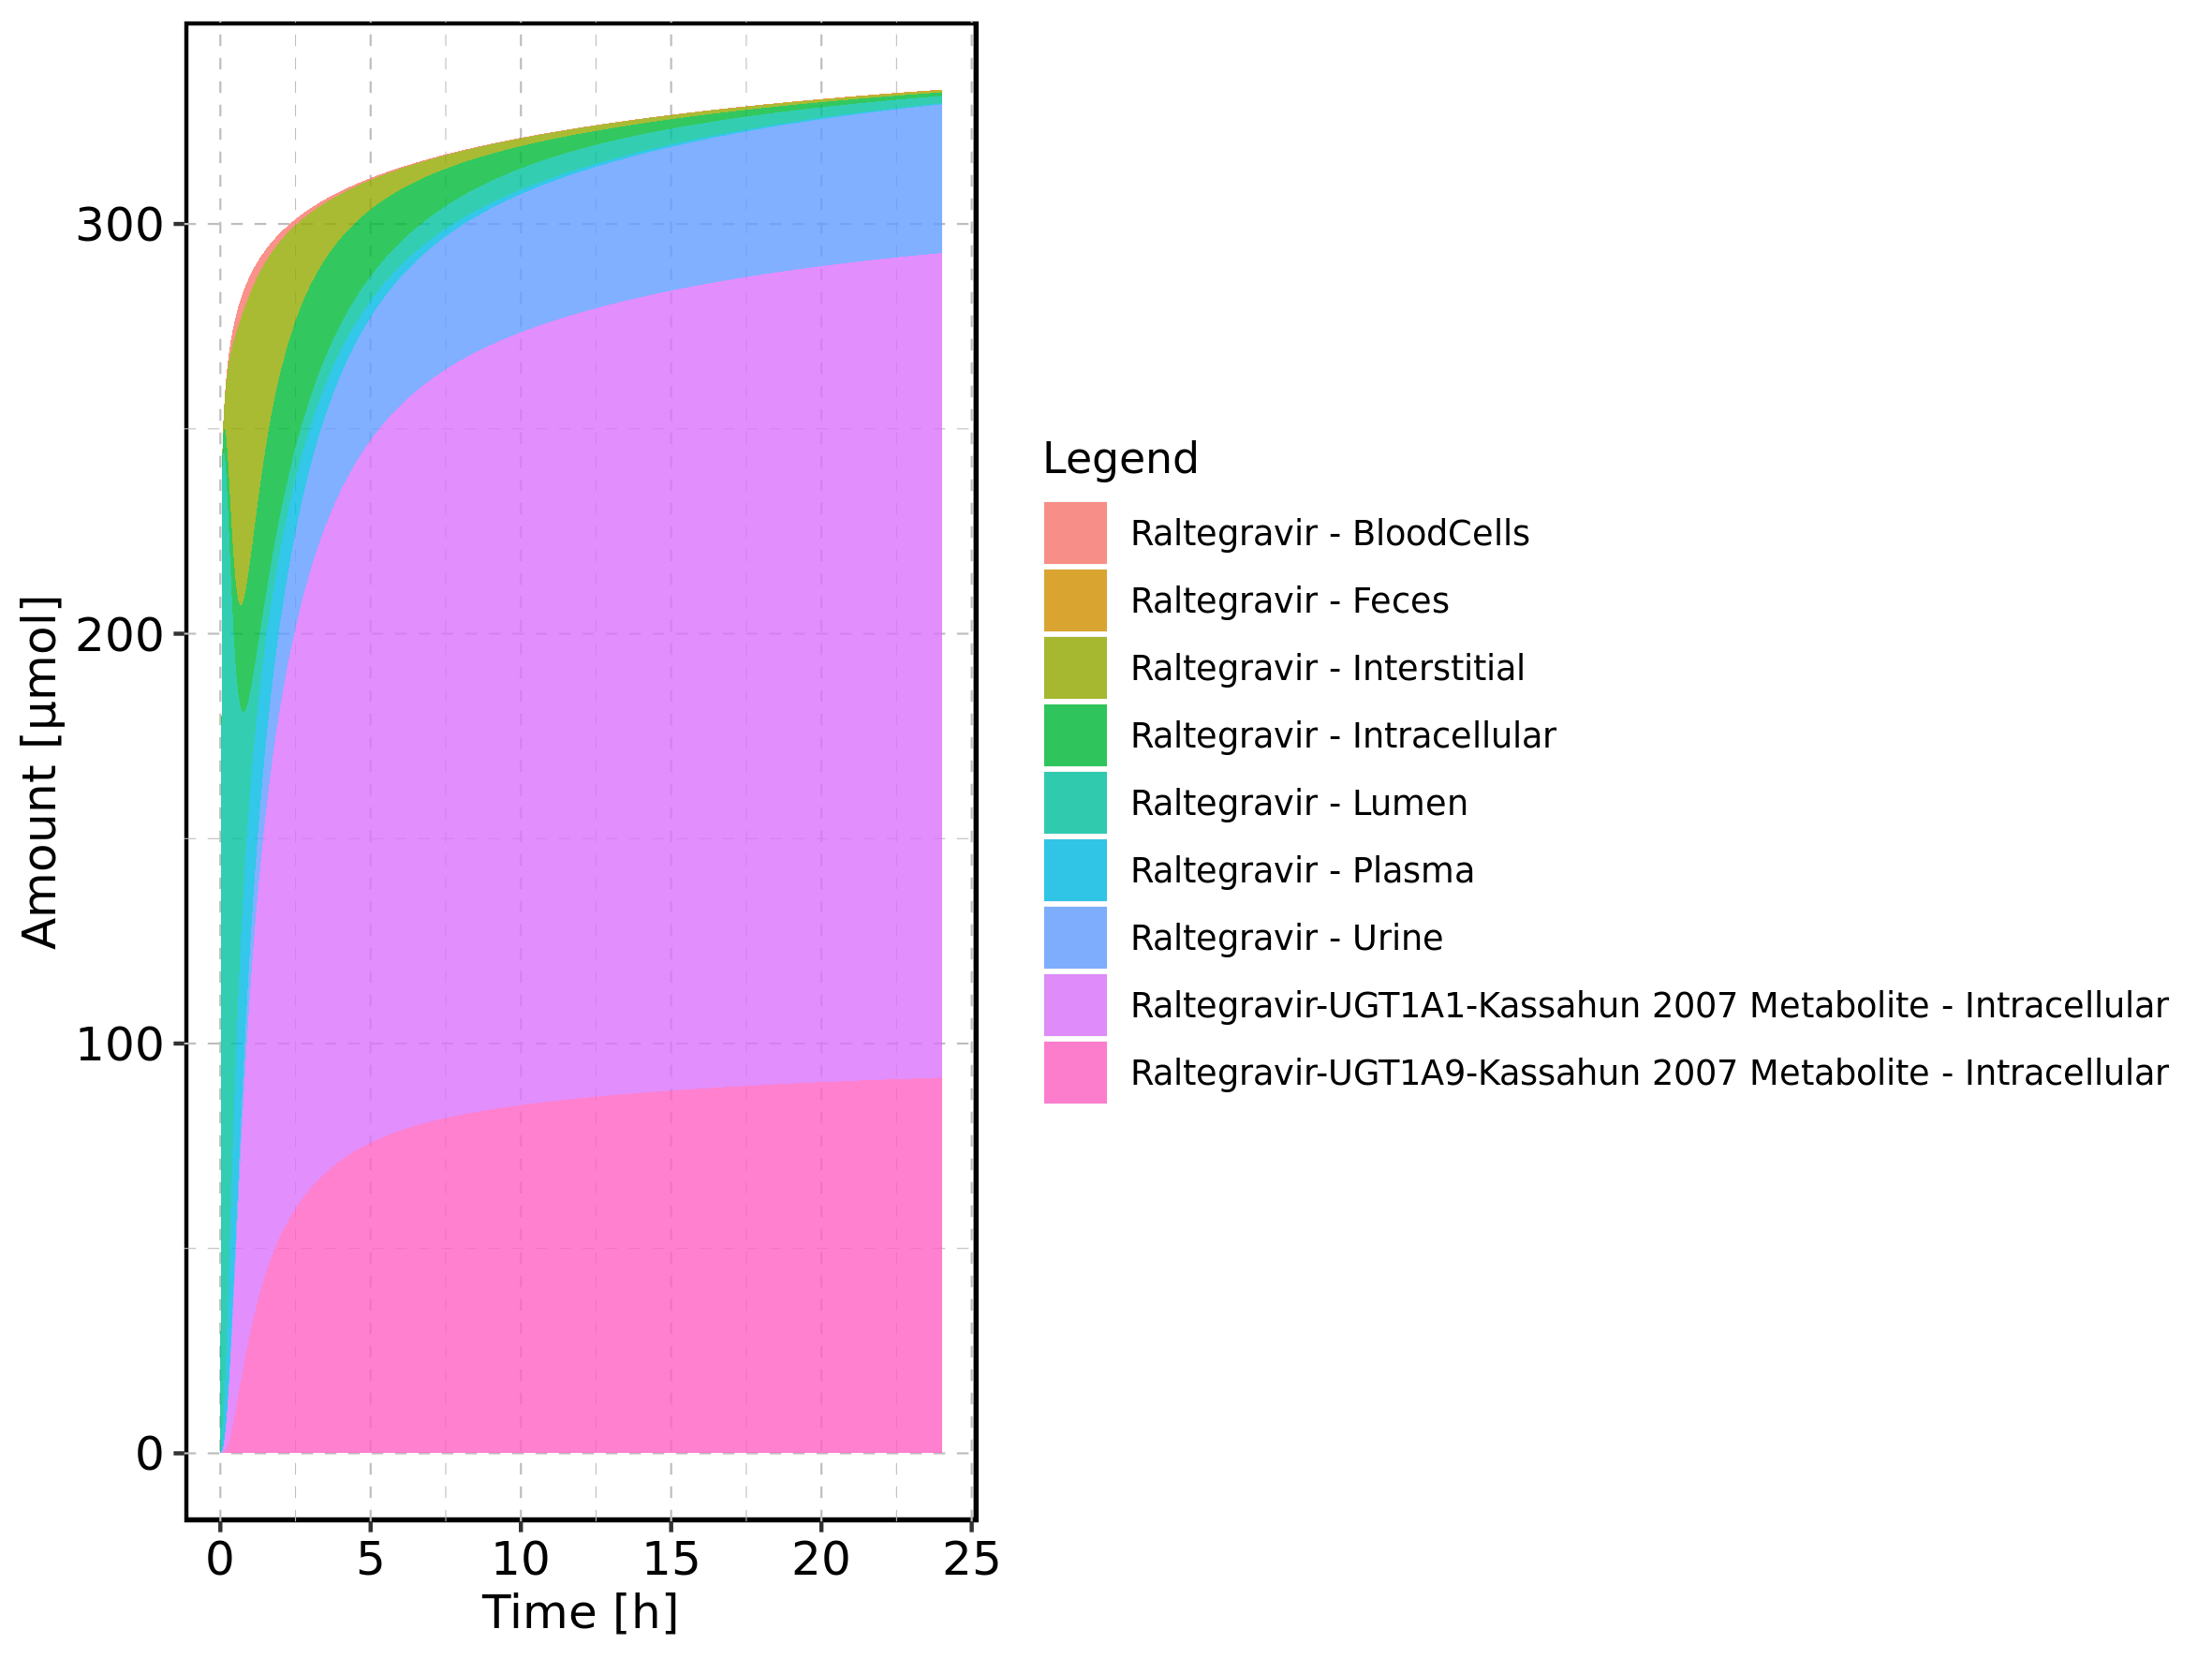 300
200
100
0
Amount [µmol]
0 5 10 15 20 25
Time [h]
Legend
Raltegravir - BloodCells
Raltegravir - Feces
Raltegravir - Interstitial
Raltegravir - Intracellular
Raltegravir - Lumen
Raltegravir - Plasma
Raltegravir - Urine
Raltegravir-UGT1A1-Kassahun 2007 Metabolite - Intracellular
Raltegravir-UGT1A9-Kassahun 2007 Metabolite - Intracellular